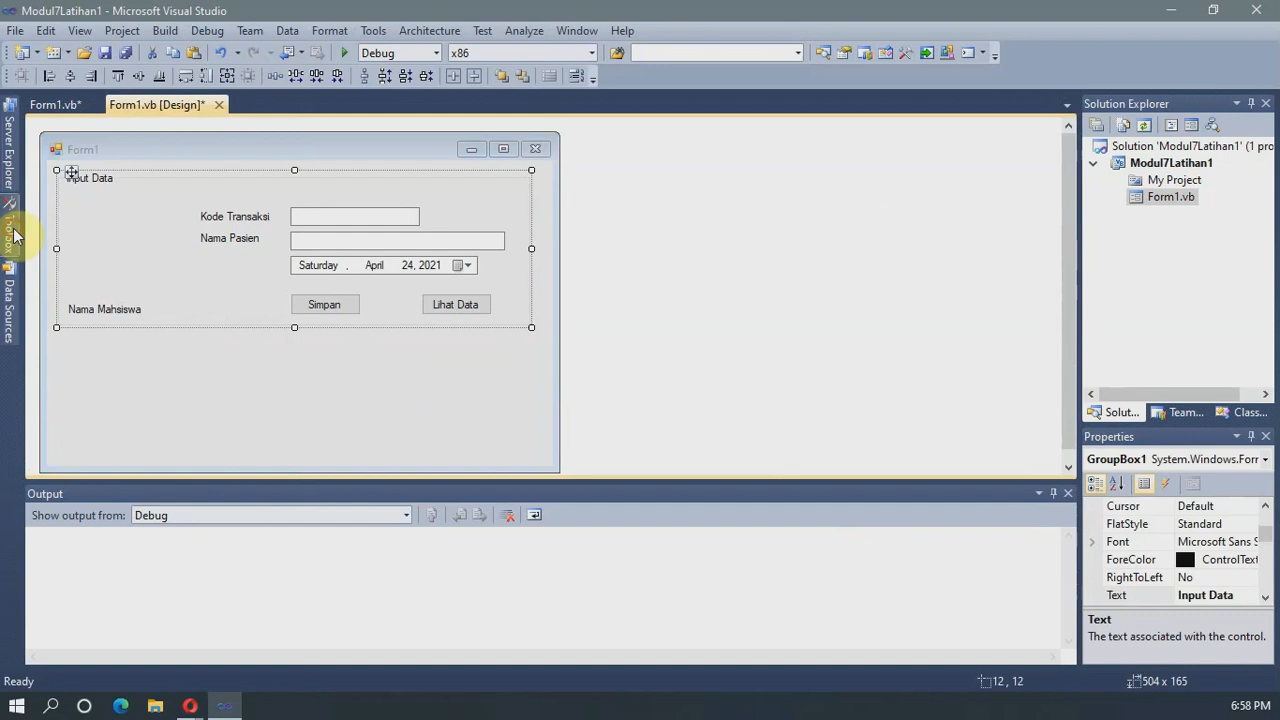 Modul7Latihan1 - Microsoft Visual Studio
File Edit View Project Build Debug Team Data Format Tools Architecture Test Analyze Window Help
Debug x86
Form1.vb* Form1.vb [Design]*
Server Explorer
Toolbox
Data Sources
Form1
Input Data
Kode Transaksi
Nama Pasien
Saturday , April 24, 2021
Nama Mahsiswa Simpan Lihat Data
Solution Explorer
Solution 'Modul7Latihan1' (1 pro
Modul7Latihan1
My Project
Form1.vb
Solut... Team... Class...
Properties
GroupBox1 System.Windows.Forr
Cursor Default
FlatStyle Standard
Font Microsoft Sans S
ForeColor ControlText
RightToLeft No
Text Input Data
Text
The text associated with the control.
Output
Show output from: Debug
Ready 12 , 12 504 x 165
6:58 PM